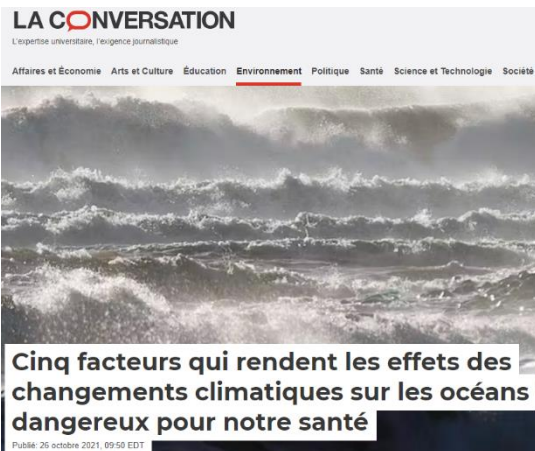 LA CONVERSATION
L'expertise universitaire, l'exigence journalistique
Affaires et Économie Arts et Culture Éducation Environnement Politique Santé Science et Technologie Société
Cinq facteurs qui rendent les effets des
changements climatiques sur les océans
dangereux pour notre santé
Publié: 26 octobre 2021, 09:50 EDT